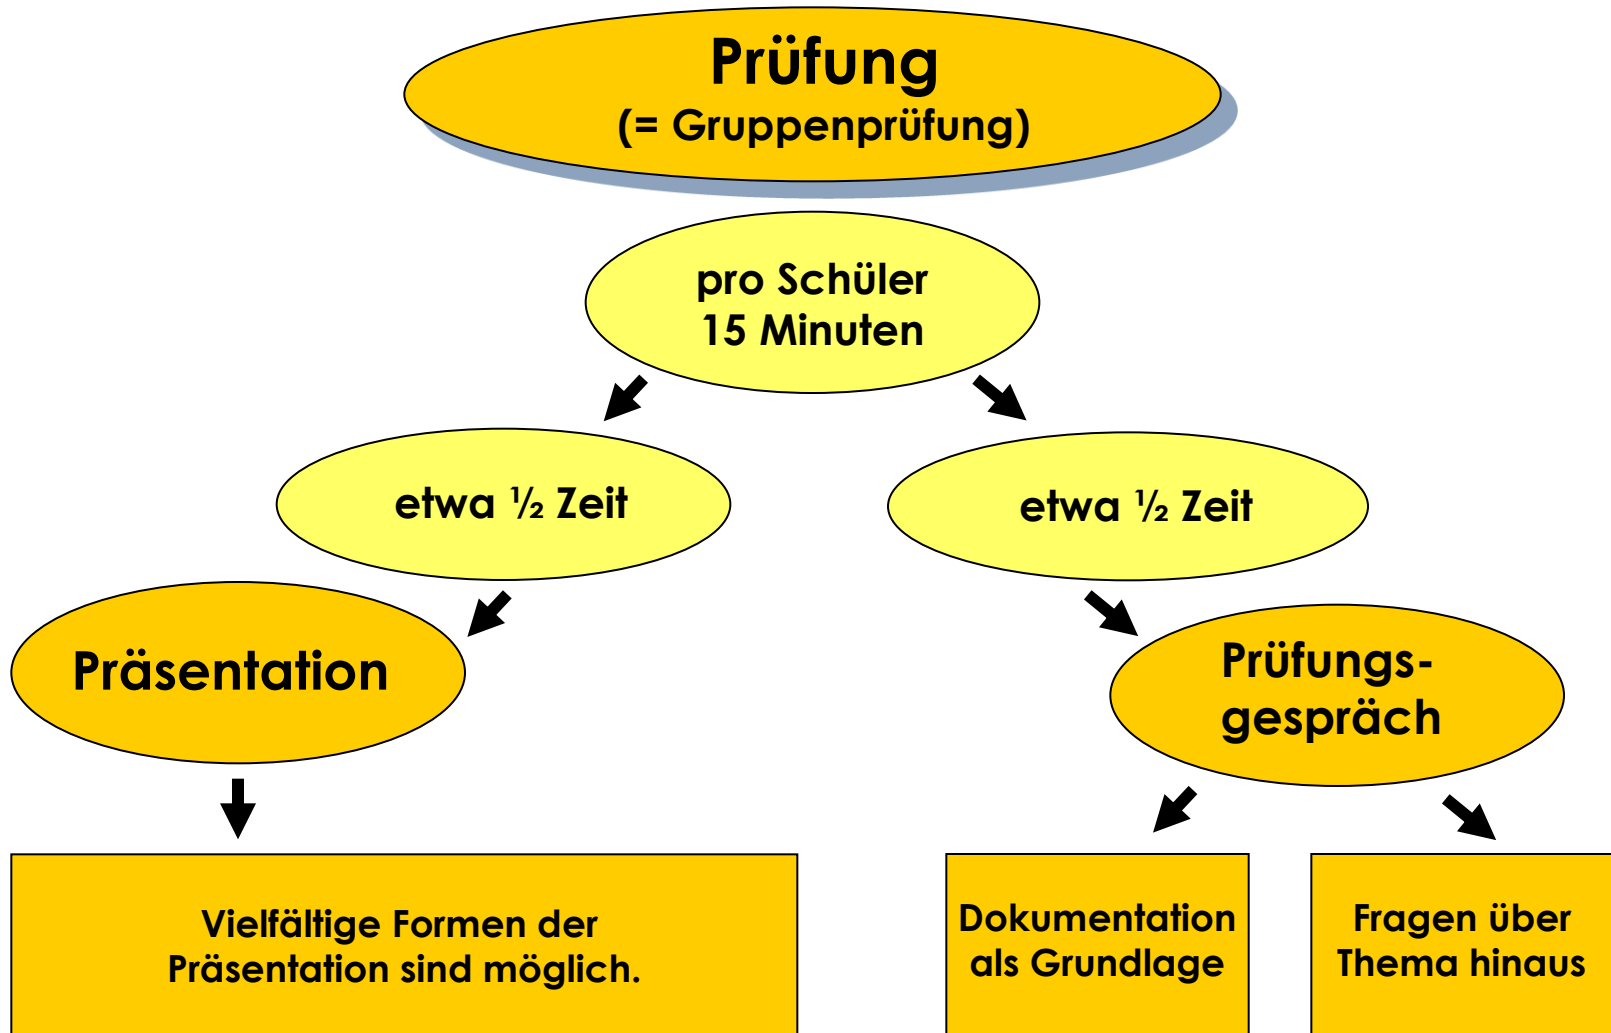 Prüfung
(= Gruppenprüfung)
pro Schüler
15 Minuten
etwa ½ Zeit
etwa ½ Zeit
Präsentation
Prüfungs-
gespräch
Vielfältige Formen der
Präsentation sind möglich.
Dokumentation
als Grundlage
Fragen über
Thema hinaus